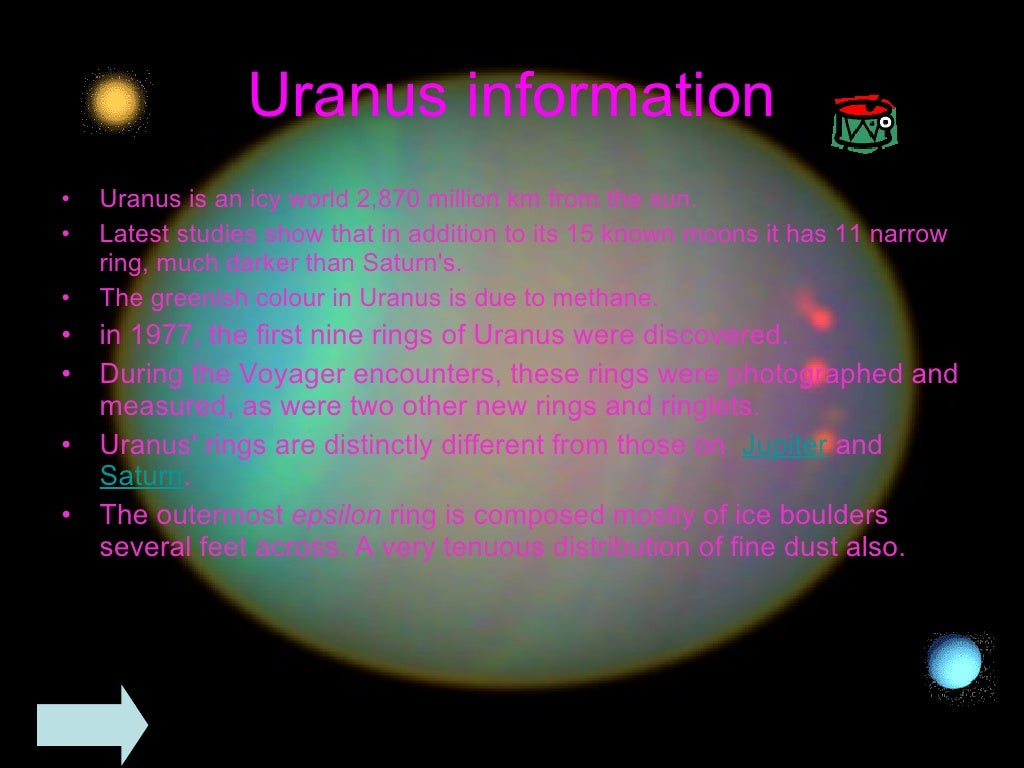 Uranus information
• Uranus is an icy world 2,870 million km from the sun.
• Latest studies show that in addition to its 15 known moons it has 11 narrow
ring, much darker than Saturn's.
• The greenish colour in Uranus is due to methane.
• in 1977, the first nine rings of Uranus were discovered.
• During the Voyager encounters, these rings were photographed and
measured, as were two other new rings and ringlets.
• Uranus' rings are distinctly different from those on Jupiter and
Saturn.
• The outermost epsilon ring is composed mostly of ice boulders
several feet across. A very tenuous distribution of fine dust also.